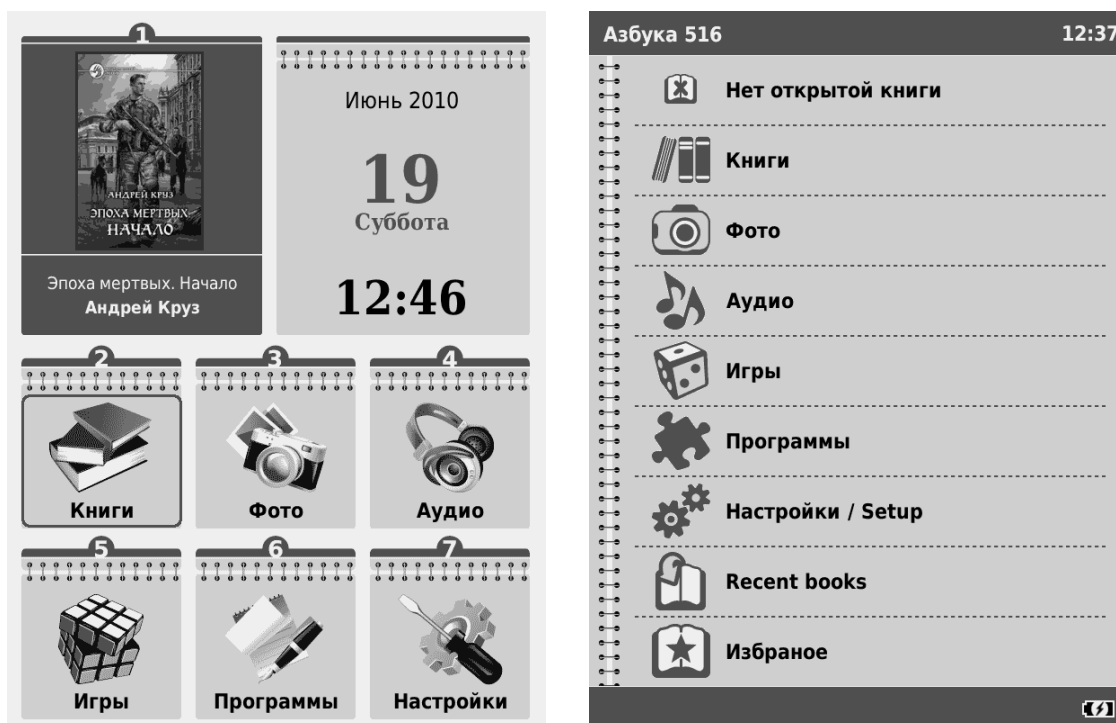 1
АНДРЕЙ КРУЗ
ЭПОХА МЕРТВЫХ
НАЧАЛО
Эпоха мертвых. Начало
Андрей Круз
Июнь 2010
19
Суббота
12:46
2
Книги
3
Фото
4
Аудио
5
Игры
6
Программы
7
Настройки
Азбука 516
12:37
Нет открытой книги
Книги
Фото
Аудио
Игры
Программы
Настройки / Setup
Recent books
Избраное